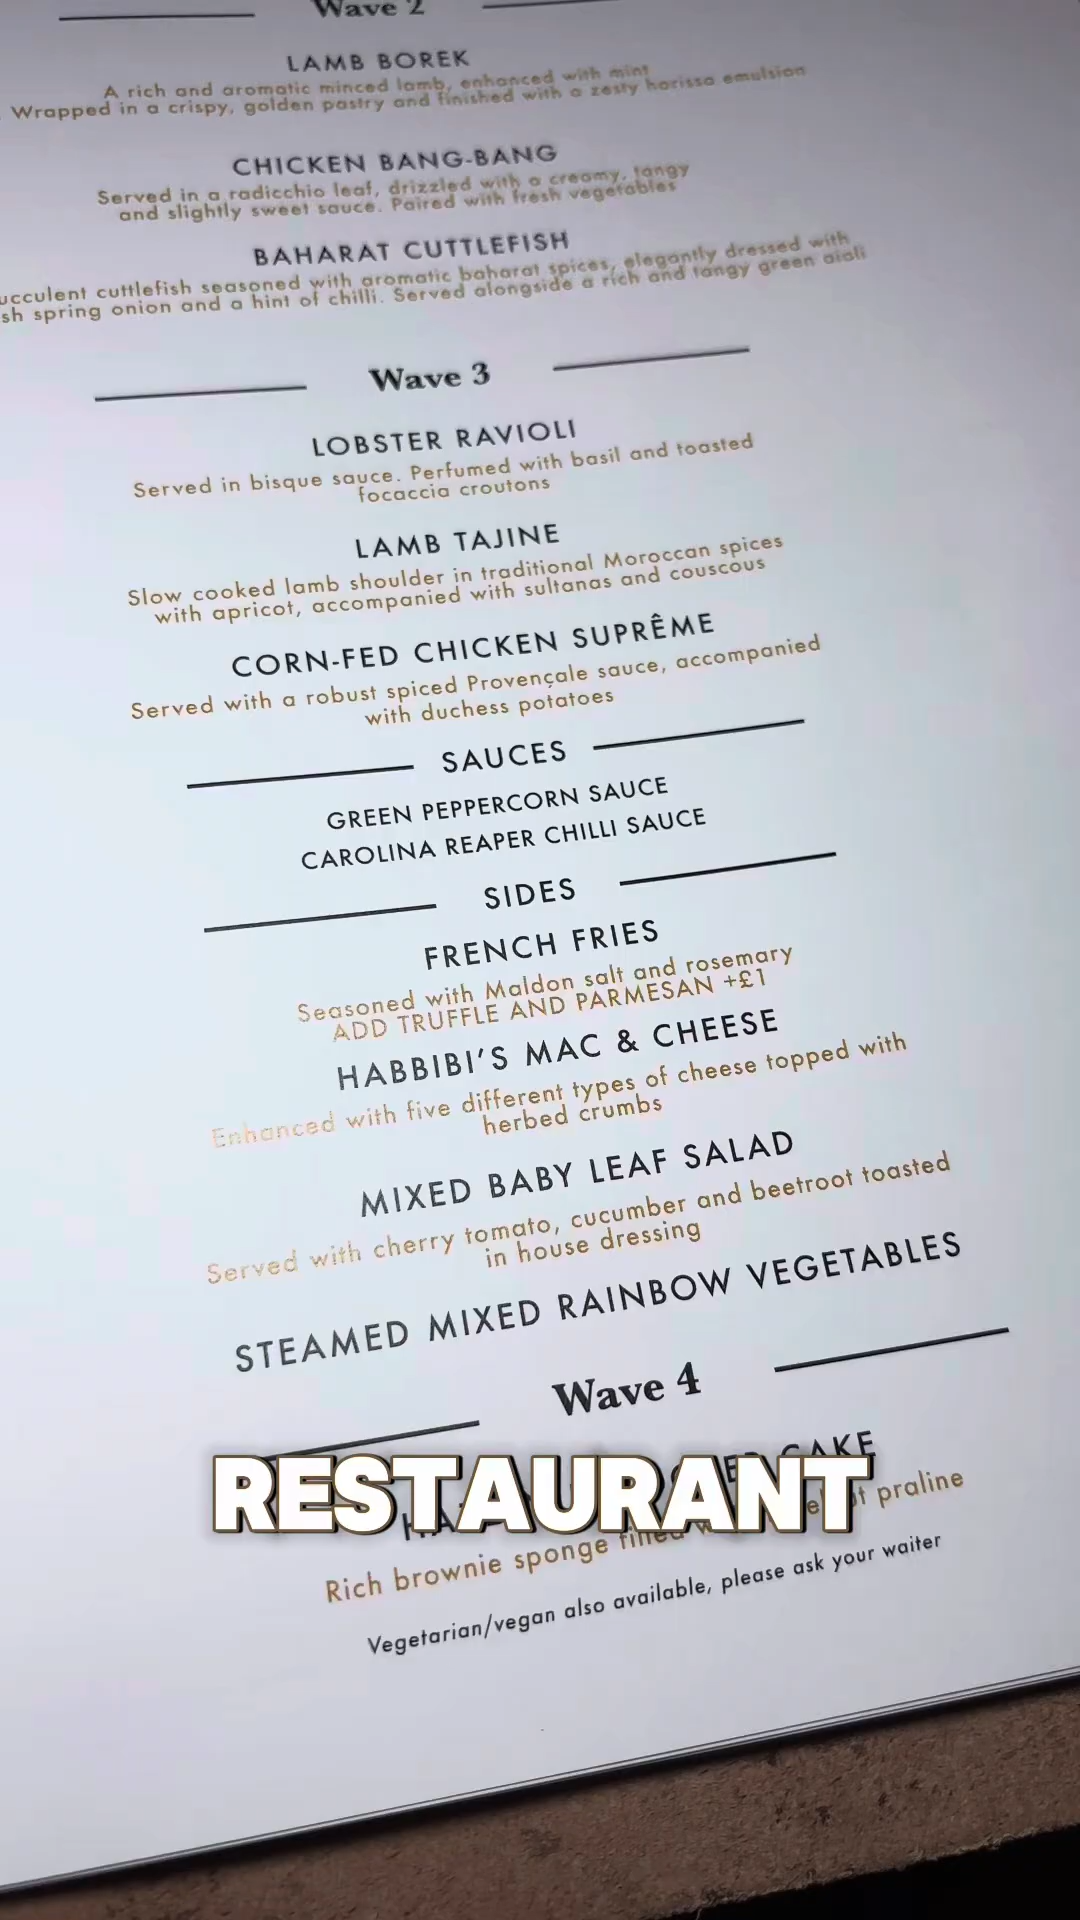 Wave 2
LAMB BOREK
A rich and aromatic minced lamb, enhanced with mint
Wrapped in a crispy, golden pastry and finished with a zesty harissa emulsion
CHICKEN BANG-BANG
Served in a radicchio leaf, drizzled with a creamy, tangy
and slightly sweet sauce. Paired with fresh vegetables
BAHARAT CUTTLEFISH
ucculent cuttlefish seasoned with aromatic baharat spices, elegantly dressed with
sh spring onion and a hint of chilli. Served alongside a rich and tangy green aioli
Wave 3
LOBSTER RAVIOLI
Served in bisque sauce. Perfumed with basil and toasted
focaccia croutons
LAMB TAJINE
Slow cooked lamb shoulder in traditional Moroccan spices
with apricot, accompanied with sultanas and couscous
CORN-FED CHICKEN SUPRÊME
Served with a robust spiced Provençale sauce, accompanied
with duchess potatoes
SAUCES
GREEN PEPPERCORN SAUCE
CAROLINA REAPER CHILLI SAUCE
SIDES
FRENCH FRIES
Seasoned with Maldon salt and rosemary
ADD TRUFFLE AND PARMESAN +£1
HABBIBI'S MAC & CHEESE
Enhanced with five different types of cheese topped with
herbed crumbs
MIXED BABY LEAF SALAD
Served with cherry tomato, cucumber and beetroot toasted
in house dressing
STEAMED MIXED RAINBOW VEGETABLES
Wave 4
CAKE
RESTAURANT
Rich brownie sponge filled praline
Vegetarian/vegan also available, please ask your waiter